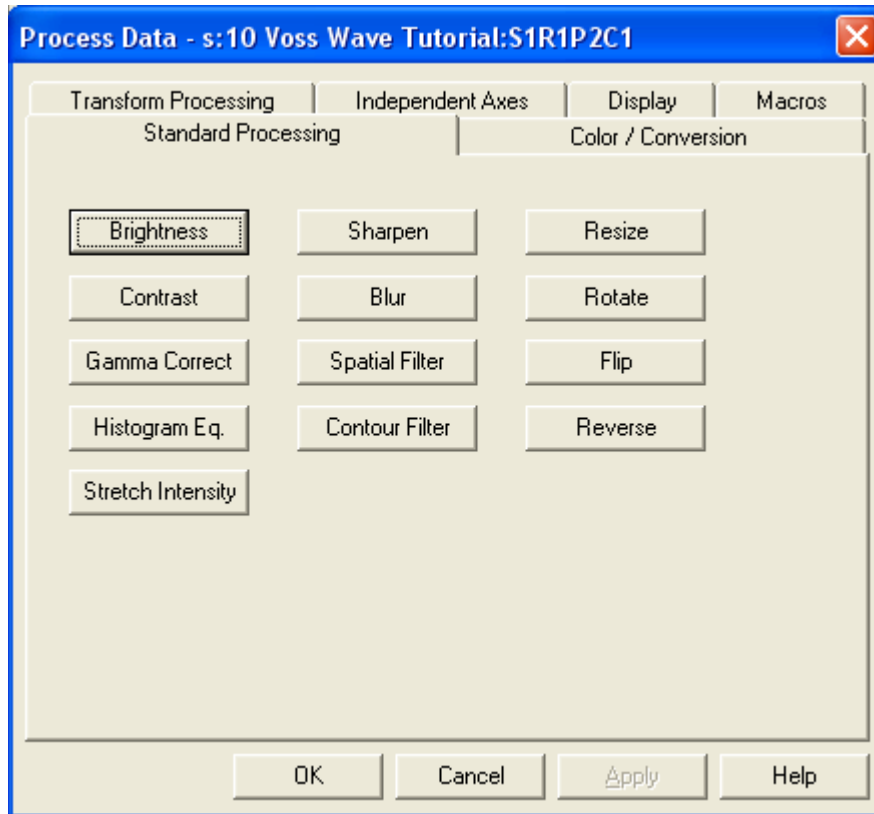 Process Data - s:10 Voss Wave Tutorial:S1R1P2C1
Transform Processing Independent Axes Display Macros
Standard Processing Color / Conversion
Brightness Sharpen Resize
Contrast Blur Rotate
Gamma Correct Spatial Filter Flip
Histogram Eq. Contour Filter Reverse
Stretch Intensity
OK Cancel Apply Help